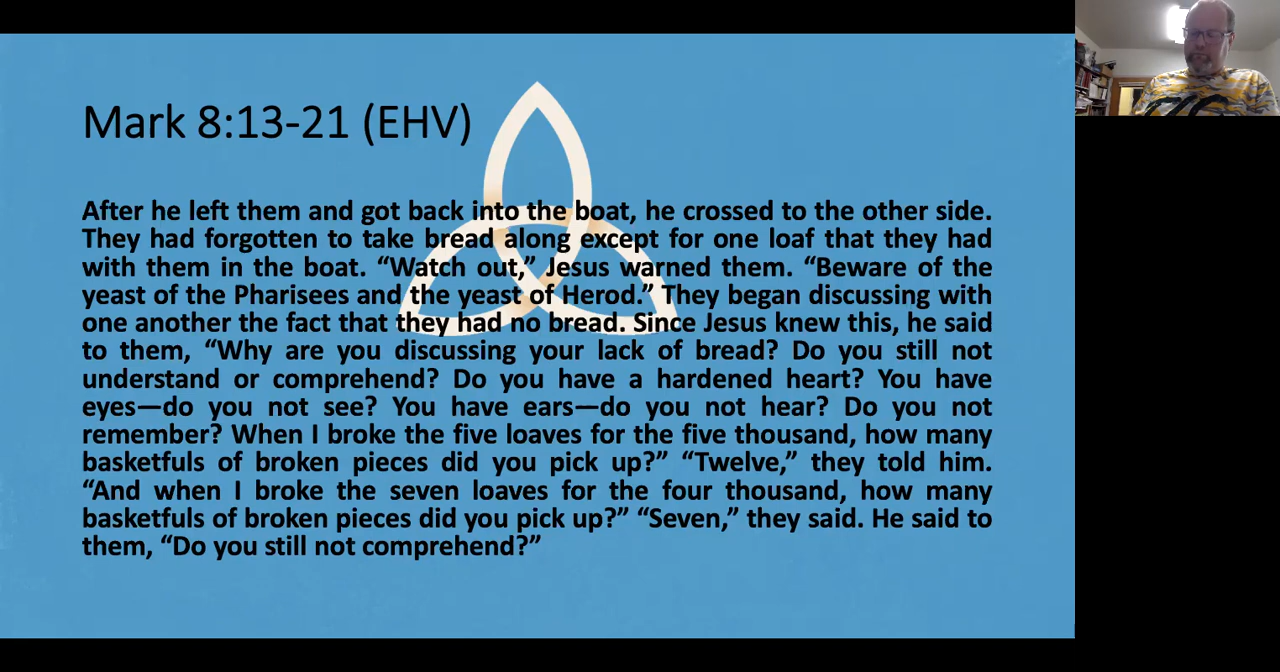 Mark 8:13-21 (EHV)
After he left them and got back into the boat, he crossed to the other side.
They had forgotten to take bread along except for one loaf that they had
with them in the boat. “Watch out,” Jesus warned them. “Beware of the
yeast of the Pharisees and the yeast of Herod.” They began discussing with
one another the fact that they had no bread. Since Jesus knew this, he said
to them, “Why are you discussing your lack of bread? Do you still not
understand or comprehend? Do you have a hardened heart? You have
eyes—do you not see? You have ears—do you not hear? Do you not
remember? When I broke the five loaves for the five thousand, how many
basketfuls of broken pieces did you pick up?” “Twelve,” they told him.
“And when I broke the seven loaves for the four thousand, how many
basketfuls of broken pieces did you pick up?” “Seven,” they said. He said to
them, “Do you still not comprehend?”